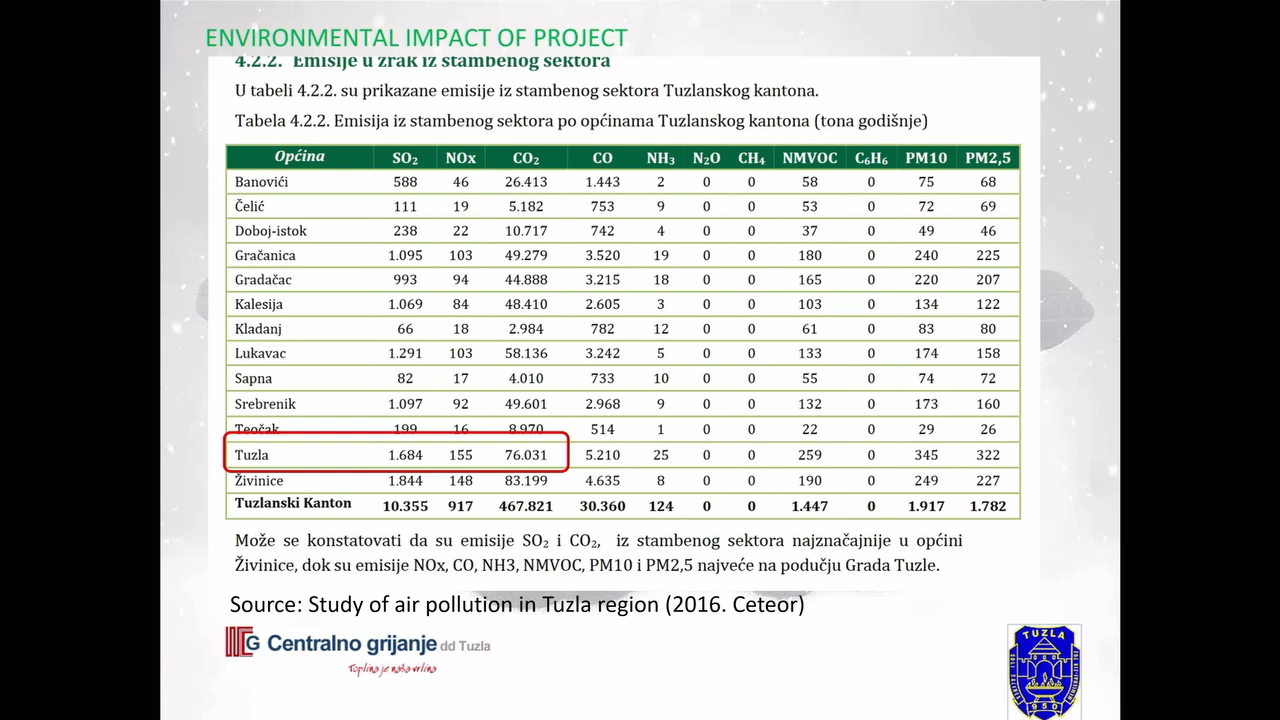 ENVIRONMENTAL IMPACT OF PROJECT
4.2.2. Emisije u zrak iz stambenog sektora
U tabeli 4.2.2. su prikazane emisije iz stambenog sektora Tuzlanskog kantona.
Tabela 4.2.2. Emisija iz stambenog sektora po općinama Tuzlanskog kantona (tona godišnje)
Općina SO₂ NOx CO₂ CO NH₃ N₂O CH₄ NMVOC C₆H₆ PM10 PM2,5
Banovići 588 46 26.413 1.443 2 0 0 58 0 75 68
Čelić 111 19 5.182 753 9 0 0 53 0 72 69
Doboj-istok 238 22 10.717 742 4 0 0 37 0 49 46
Gračanica 1.095 103 49.279 3.520 19 0 0 180 0 240 225
Gradačac 993 94 44.888 3.215 18 0 0 165 0 220 207
Kalesija 1.069 84 48.410 2.605 3 0 0 103 0 134 122
Kladanj 66 18 2.984 782 12 0 0 61 0 83 80
Lukavac 1.291 103 58.136 3.242 5 0 0 133 0 174 158
Sapna 82 17 4.010 733 10 0 0 55 0 74 72
Srebrenik 1.097 92 49.601 2.968 9 0 0 132 0 173 160
Teočak 199 16 8.970 514 1 0 0 22 0 29 26
Tuzla 1.684 155 76.031 5.210 25 0 0 259 0 345 322
Živinice 1.844 148 83.199 4.635 8 0 0 190 0 249 227
Tuzlanski Kanton 10.355 917 467.821 30.360 124 0 0 1.447 0 1.917 1.782
Može se konstatovati da su emisije SO₂ i CO₂, iz stambenog sektora najznačajnije u općini
Živinice, dok su emisije NOx, CO, NH3, NMVOC, PM10 i PM2,5 najveće na području Grada Tuzle.
Source: Study of air pollution in Tuzla region (2016. Ceteor)
Centralno grijanje dd Tuzla
Toplina je naša vrlina
TUZLA
950